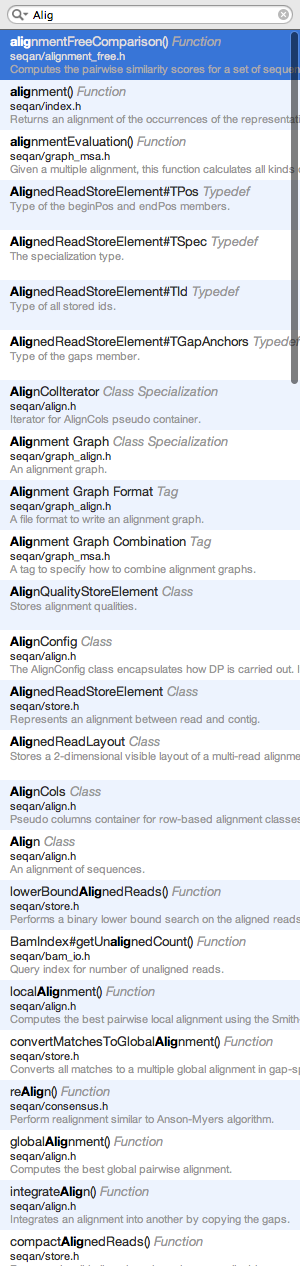 Alig
alignmentFreeComparison() Function
seqan/alignment_free.h
Computes the pairwise similarity scores for a set of
alignment() Function
seqan/index.h
Returns an alignment of the occurrences of the
alignmentEvaluation() Function
seqan/graph_msa.h
Given a multiple alignment, this function calculates all kinds
AlignedReadStoreElement#TPos Typedef
Type of the beginPos and endPos members.
AlignedReadStoreElement#TSpec Typedef
The specialization type.
AlignedReadStoreElement#TId Typedef
Type of all stored ids.
AlignedReadStoreElement#TGapAnchors Typedef
Type of the gaps member.
AlignColIterator Class Specialization
seqan/align.h
Iterator for AlignCols pseudo container.
Alignment Graph Class Specialization
seqan/graph_align.h
An alignment graph.
Alignment Graph Format Tag
seqan/graph_align.h
A file format to write an alignment graph.
Alignment Graph Combination Tag
seqan/graph_msa.h
A tag to specify how to combine alignment graphs.
AlignQualityStoreElement Class
Stores alignment qualities.
AlignConfig Class
seqan/align.h
The AlignConfig class encapsulates how DP is carried out.
AlignedReadStoreElement Class
seqan/store.h
Represents an alignment between read and contig.
AlignedReadLayout Class
Stores a 2-dimensional visible layout of a multi-read
AlignCols Class
seqan/align.h
Pseudo columns container for row-based alignment classes
Align Class
seqan/align.h
An alignment of sequences.
lowerBoundAlignedReads() Function
seqan/store.h
Performs a binary lower bound search on the aligned reads
BamIndex#getUnalignedCount() Function
seqan/bam_io.h
Query index for number of unaligned reads.
localAlignment() Function
seqan/align.h
Computes the best pairwise local alignment using the Smith
convertMatchesToGlobalAlignment() Function
seqan/store.h
Converts all matches to a multiple global alignment in
reAlign() Function
seqan/consensus.h
Perform realignment similar to Anson-Myers algorithm.
globalAlignment() Function
seqan/align.h
Computes the best global pairwise alignment.
integrateAlign() Function
seqan/align.h
Integrates an alignment into another by copying the gaps.
compactAlignedReads() Function
seqan/store.h